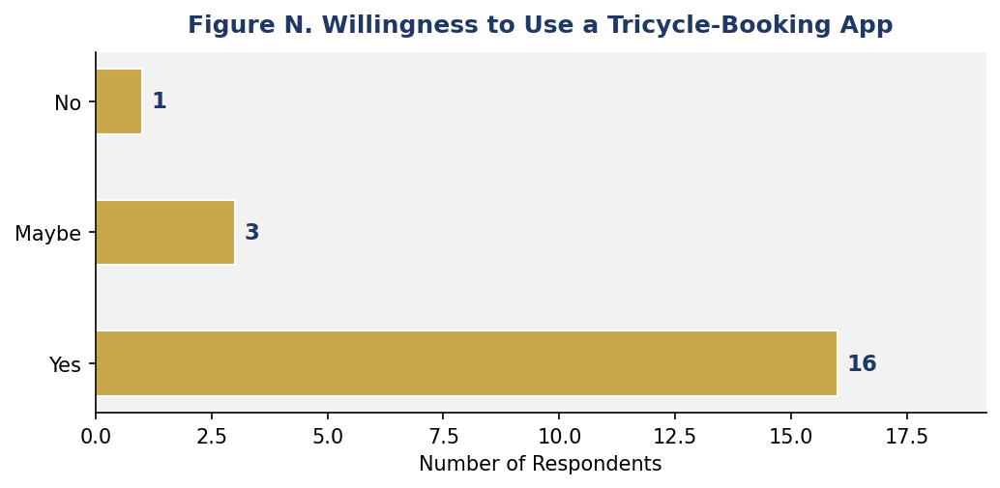 Figure N. Willingness to Use a Tricycle-Booking App
No 1
Maybe 3
Yes 16
0.0 2.5 5.0 7.5 10.0 12.5 15.0 17.5
Number of Respondents